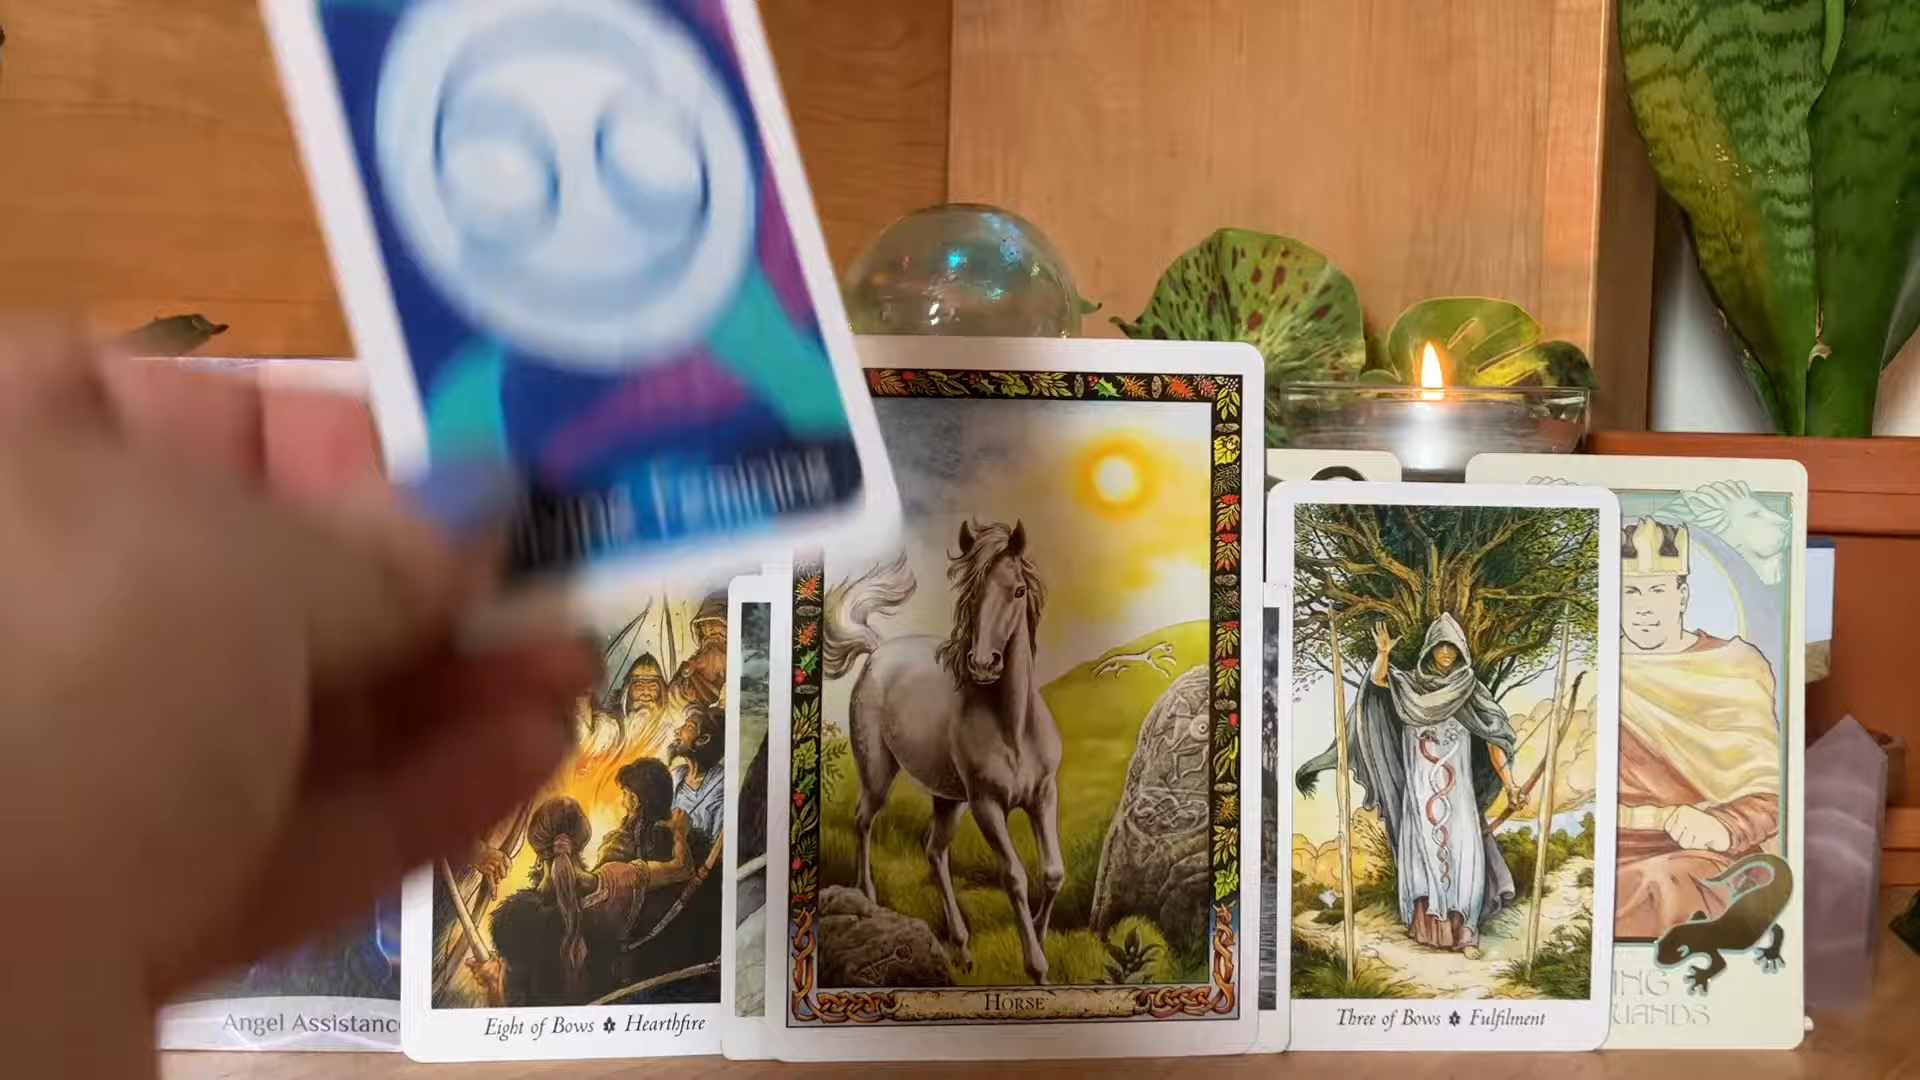 HORSE
Angel Assistance
Eight of Bows Hearthfire
Three of Bows Fulfilment